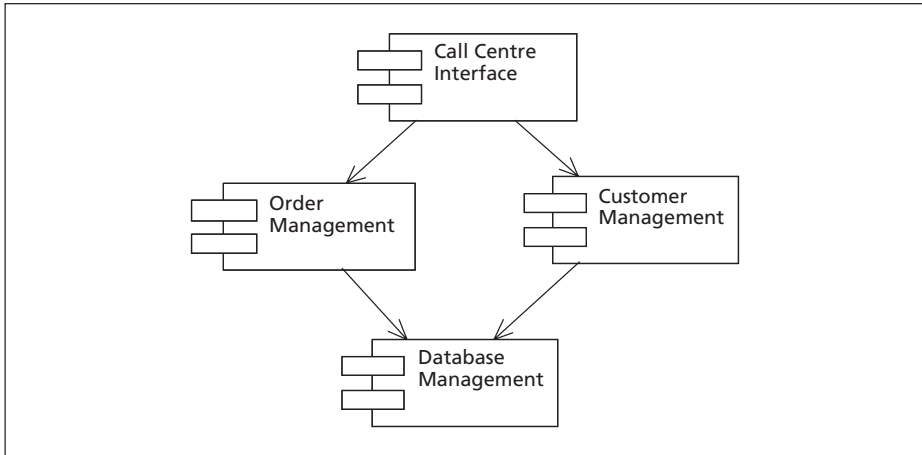 Call Centre
Interface
Order
Management
Customer
Management
Database
Management